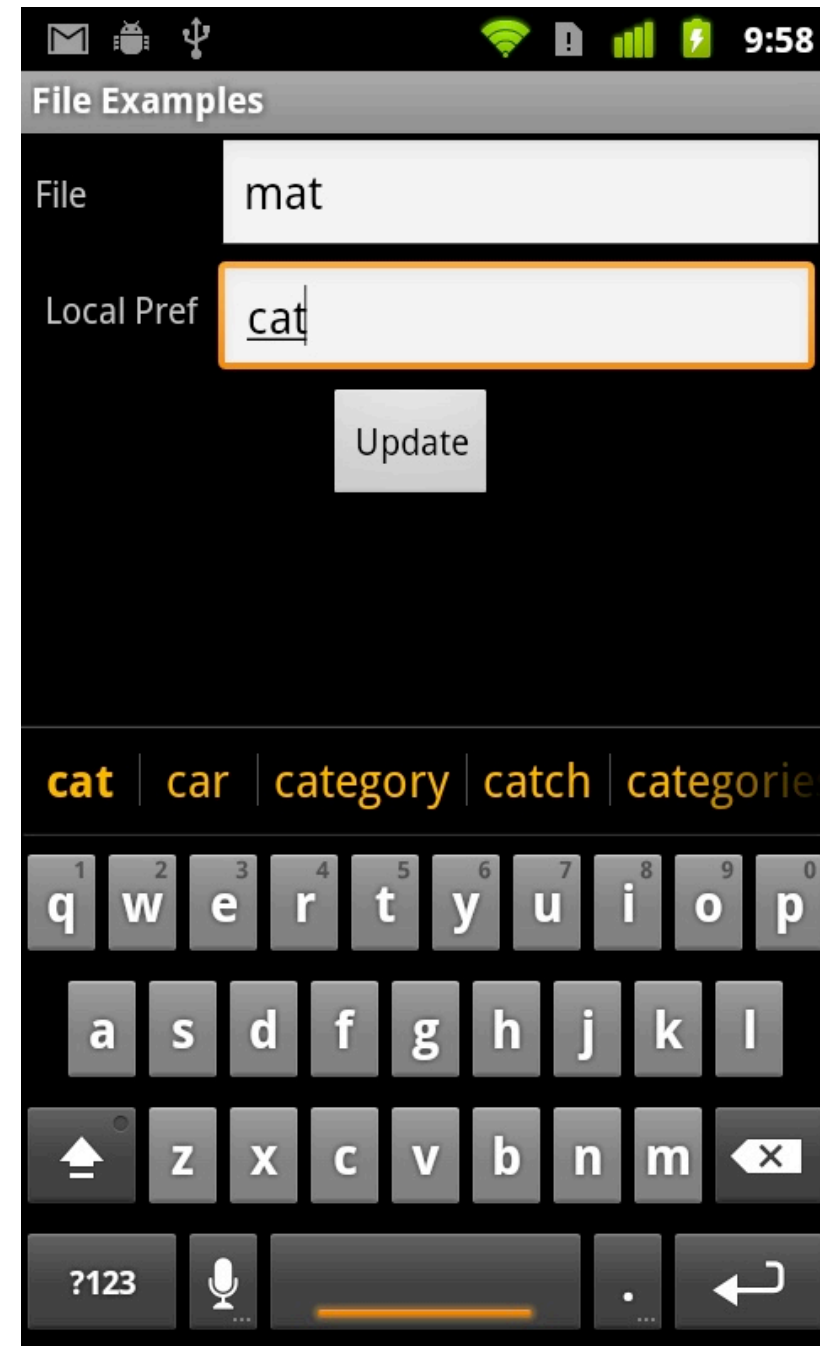 9:58
File Examples
File mat
Local Pref cat
Update
cat car category catch categorie
1 2 3 4 5 6 7 8 9 0
q w e r t y u i o p
a s d f g h j k l
z x c v b n m
?123 . ...